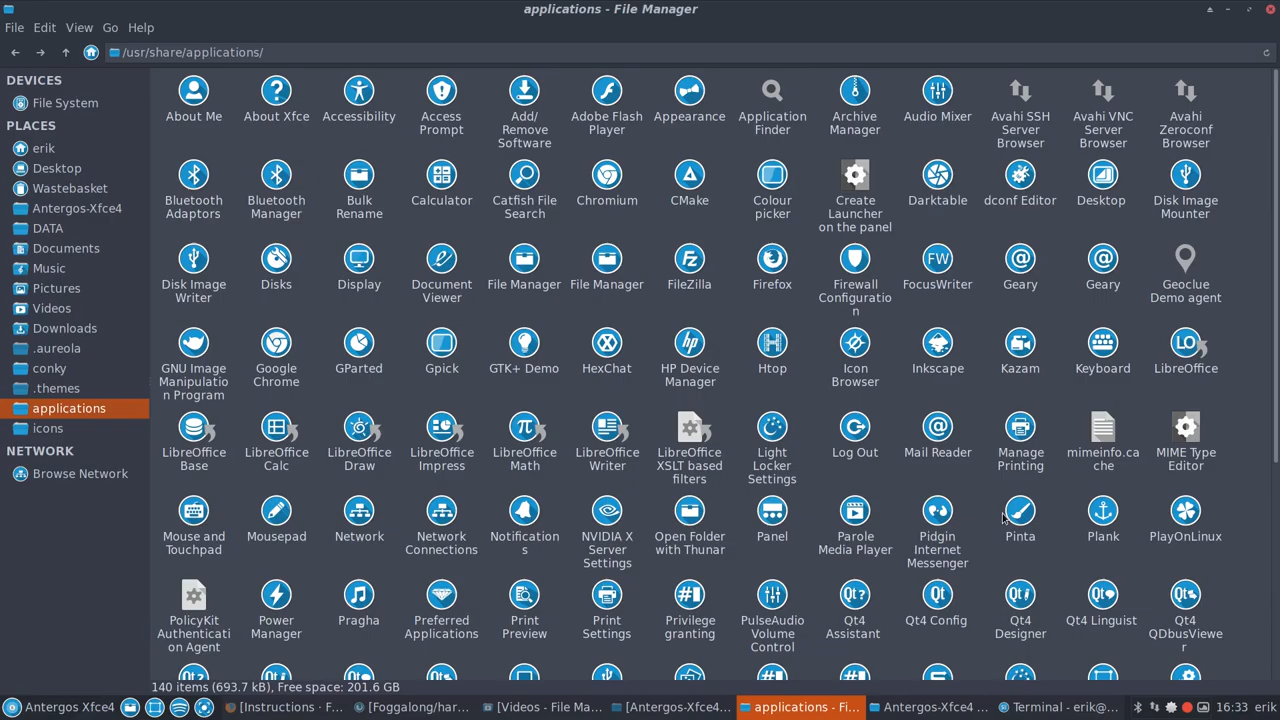 applications - File Manager
File Edit View Go Help
/usr/share/applications/
DEVICES
File System
PLACES
erik
Desktop
Wastebasket
Antergos-Xfce4
DATA
Documents
Music
Pictures
Videos
Downloads
.aureola
conky
.themes
applications
icons
NETWORK
Browse Network
About Me
About Xfce
Accessibility
Access
Prompt
Add/
Remove
Software
Adobe Flash
Player
Appearance
Application
Finder
Archive
Manager
Audio Mixer
Avahi SSH
Server
Browser
Avahi VNC
Server
Browser
Avahi
Zeroconf
Browser
Bluetooth
Adaptors
Bluetooth
Manager
Bulk
Rename
Calculator
Catfish File
Search
Chromium
CMake
Colour
picker
Create
Launcher
on the panel
Darktable
dconf Editor
Desktop
Disk Image
Mounter
Disk Image
Writer
Disks
Display
Document
Viewer
File Manager
File Manager
FileZilla
Firefox
Firewall
Configuratio
n
FW
FocusWriter
Geary
Geary
Geoclue
Demo agent
GNU Image
Manipulatio
n Program
Google
Chrome
GParted
Gpick
GTK+ Demo
HexChat
HP Device
Manager
Htop
Icon
Browser
Inkscape
Kazam
Keyboard
LO
LibreOffice
LibreOffice
Base
LibreOffice
Calc
LibreOffice
Draw
LibreOffice
Impress
LibreOffice
Math
LibreOffice
Writer
LibreOffice
XSLT based
filters
Light
Locker
Settings
Log Out
Mail Reader
Manage
Printing
mimeinfo.ca
che
MIME Type
Editor
Mouse and
Touchpad
Mousepad
Network
Network
Connections
Notification
s
NVIDIA X
Server
Settings
Open Folder
with Thunar
Panel
Parole
Media Player
Pidgin
Internet
Messenger
Pinta
Plank
PlayOnLinux
PolicyKit
Authenticati
on Agent
Power
Manager
Pragha
Preferred
Applications
Print
Preview
Print
Settings
Privilege
granting
PulseAudio
Volume
Control
Qt4
Assistant
Qt4 Config
Qt4
Designer
Qt4 Linguist
Qt4
QDbusViewe
r
140 items (693.7 kB), Free space: 201.6 GB
Antergos Xfce4
[Instructions · F...
[Foggalong/har...
[Videos - File Ma...
[Antergos-Xfce4...
applications - Fi...
Antergos-Xfce4 ...
Terminal - erik@...
16:33 erik